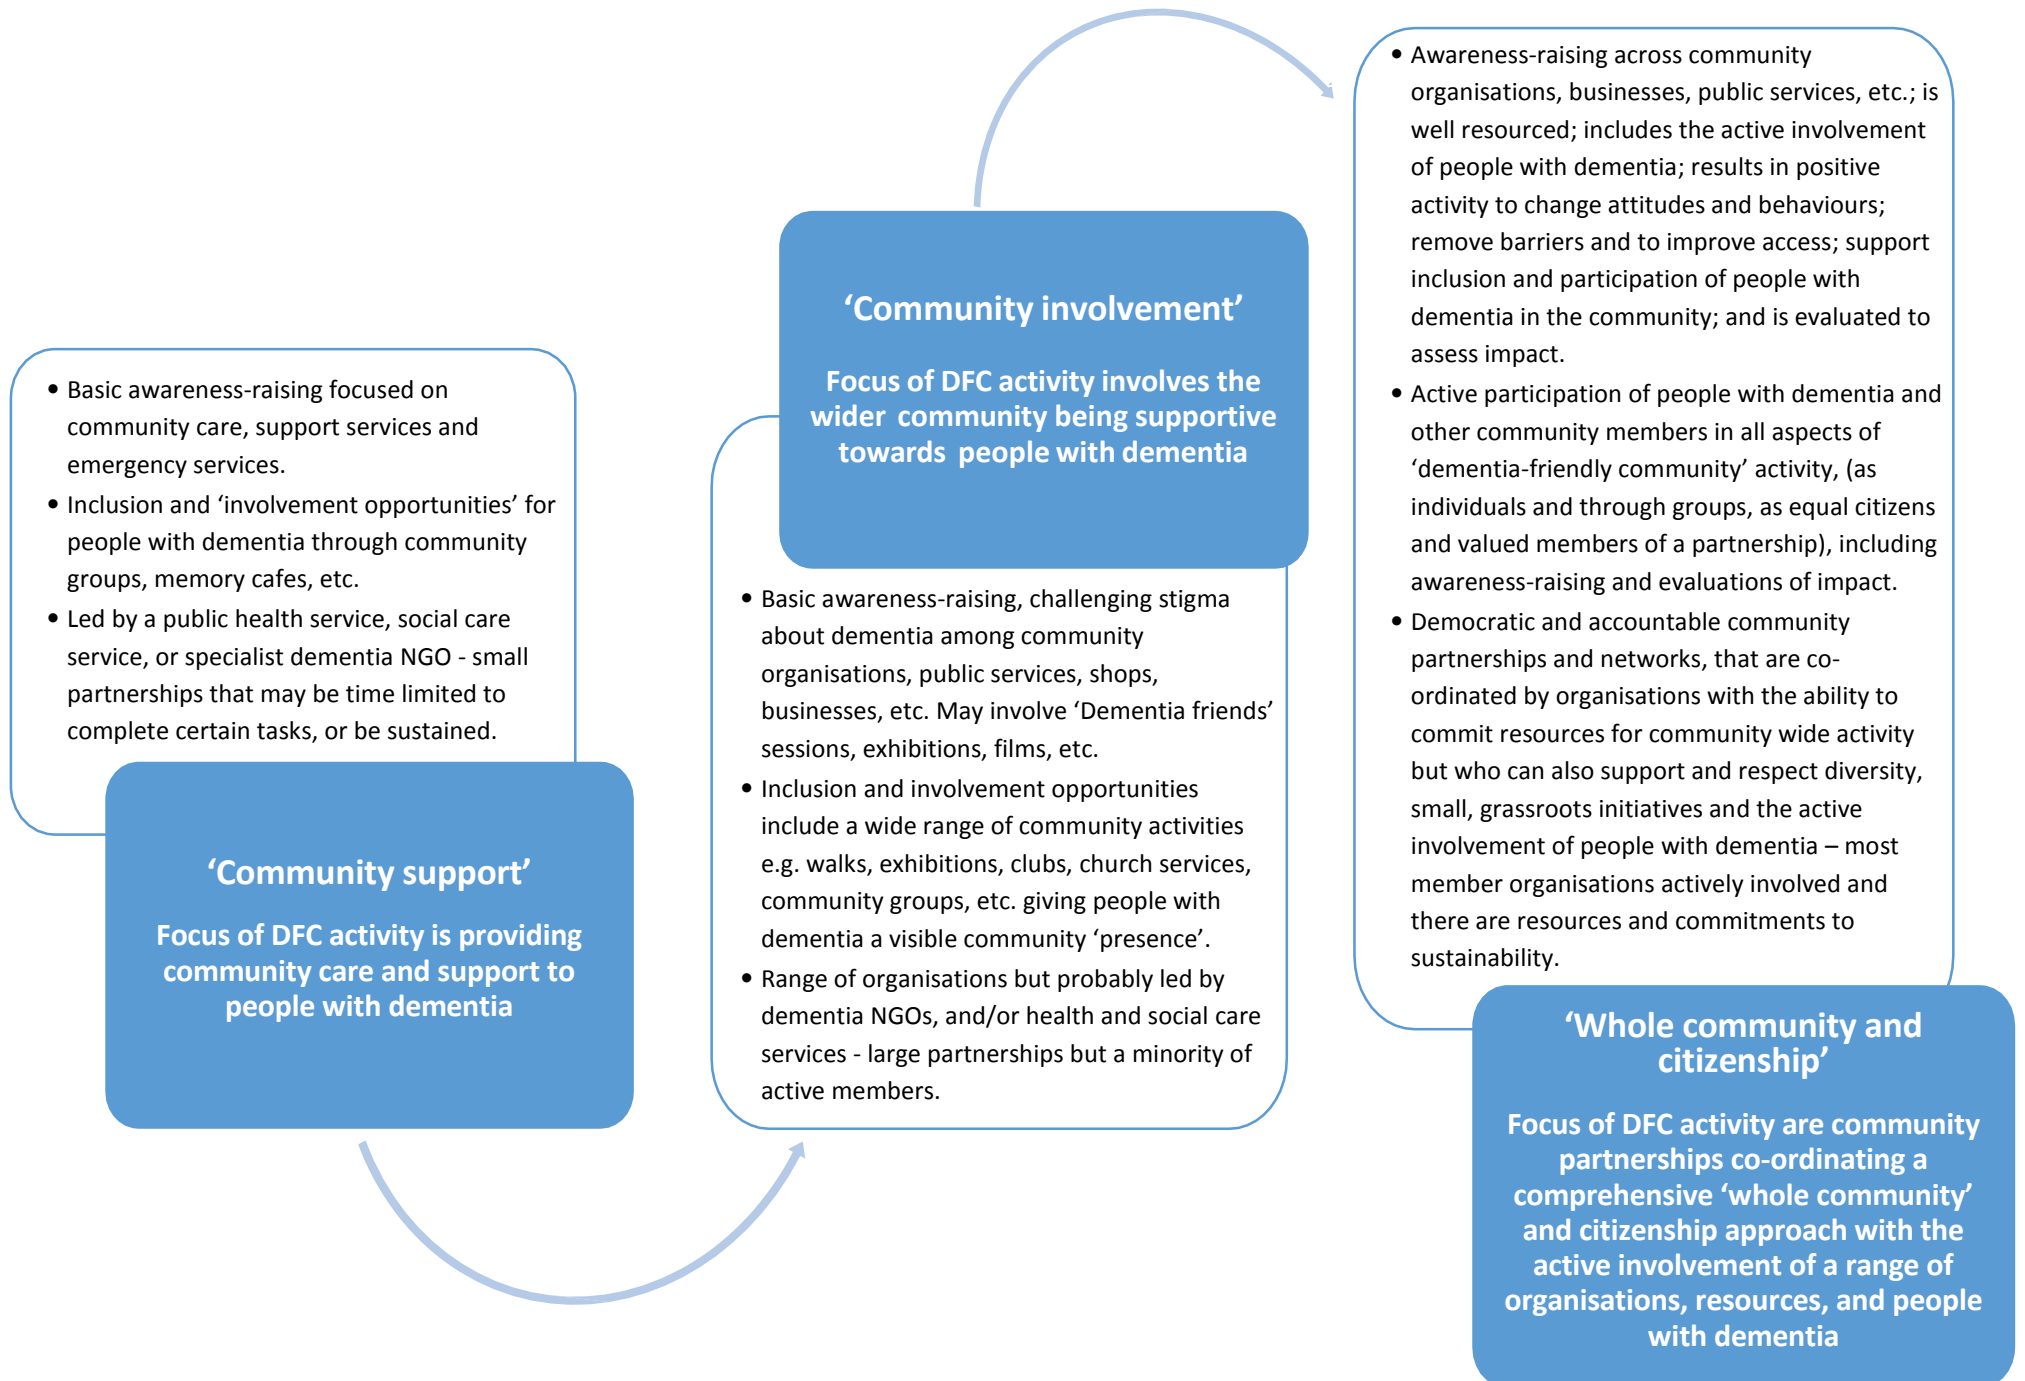 • Basic awareness-raising focused on
community care, support services and
emergency services.
• Inclusion and ‘involvement opportunities’ for
people with dementia through community
groups, memory cafes, etc.
• Led by a public health service, social care
service, or specialist dementia NGO - small
partnerships that may be time limited to
complete certain tasks, or be sustained.
‘Community support’
Focus of DFC activity is providing
community care and support to
people with dementia
‘Community involvement’
Focus of DFC activity involves the
wider community being supportive
towards people with dementia
• Basic awareness-raising, challenging stigma
about dementia among community
organisations, public services, shops,
businesses, etc. May involve ‘Dementia friends’
sessions, exhibitions, films, etc.
• Inclusion and involvement opportunities
include a wide range of community activities
e.g. walks, exhibitions, clubs, church services,
community groups, etc. giving people with
dementia a visible community ‘presence’.
• Range of organisations but probably led by
dementia NGOs, and/or health and social care
services - large partnerships but a minority of
active members.
• Awareness-raising across community
organisations, businesses, public services, etc.; is
well resourced; includes the active involvement
of people with dementia; results in positive
activity to change attitudes and behaviours;
remove barriers and to improve access; support
inclusion and participation of people with
dementia in the community; and is evaluated to
assess impact.
• Active participation of people with dementia and
other community members in all aspects of
‘dementia-friendly community’ activity, (as
individuals and through groups, as equal citizens
and valued members of a partnership), including
awareness-raising and evaluations of impact.
• Democratic and accountable community
partnerships and networks, that are co-
ordinated by organisations with the ability to
commit resources for community wide activity
but who can also support and respect diversity,
small, grassroots initiatives and the active
involvement of people with dementia – most
member organisations actively involved and
there are resources and commitments to
sustainability.
‘Whole community and
citizenship’
Focus of DFC activity are community
partnerships co-ordinating a
comprehensive ‘whole community’
and citizenship approach with the
active involvement of a range of
organisations, resources, and people
with dementia